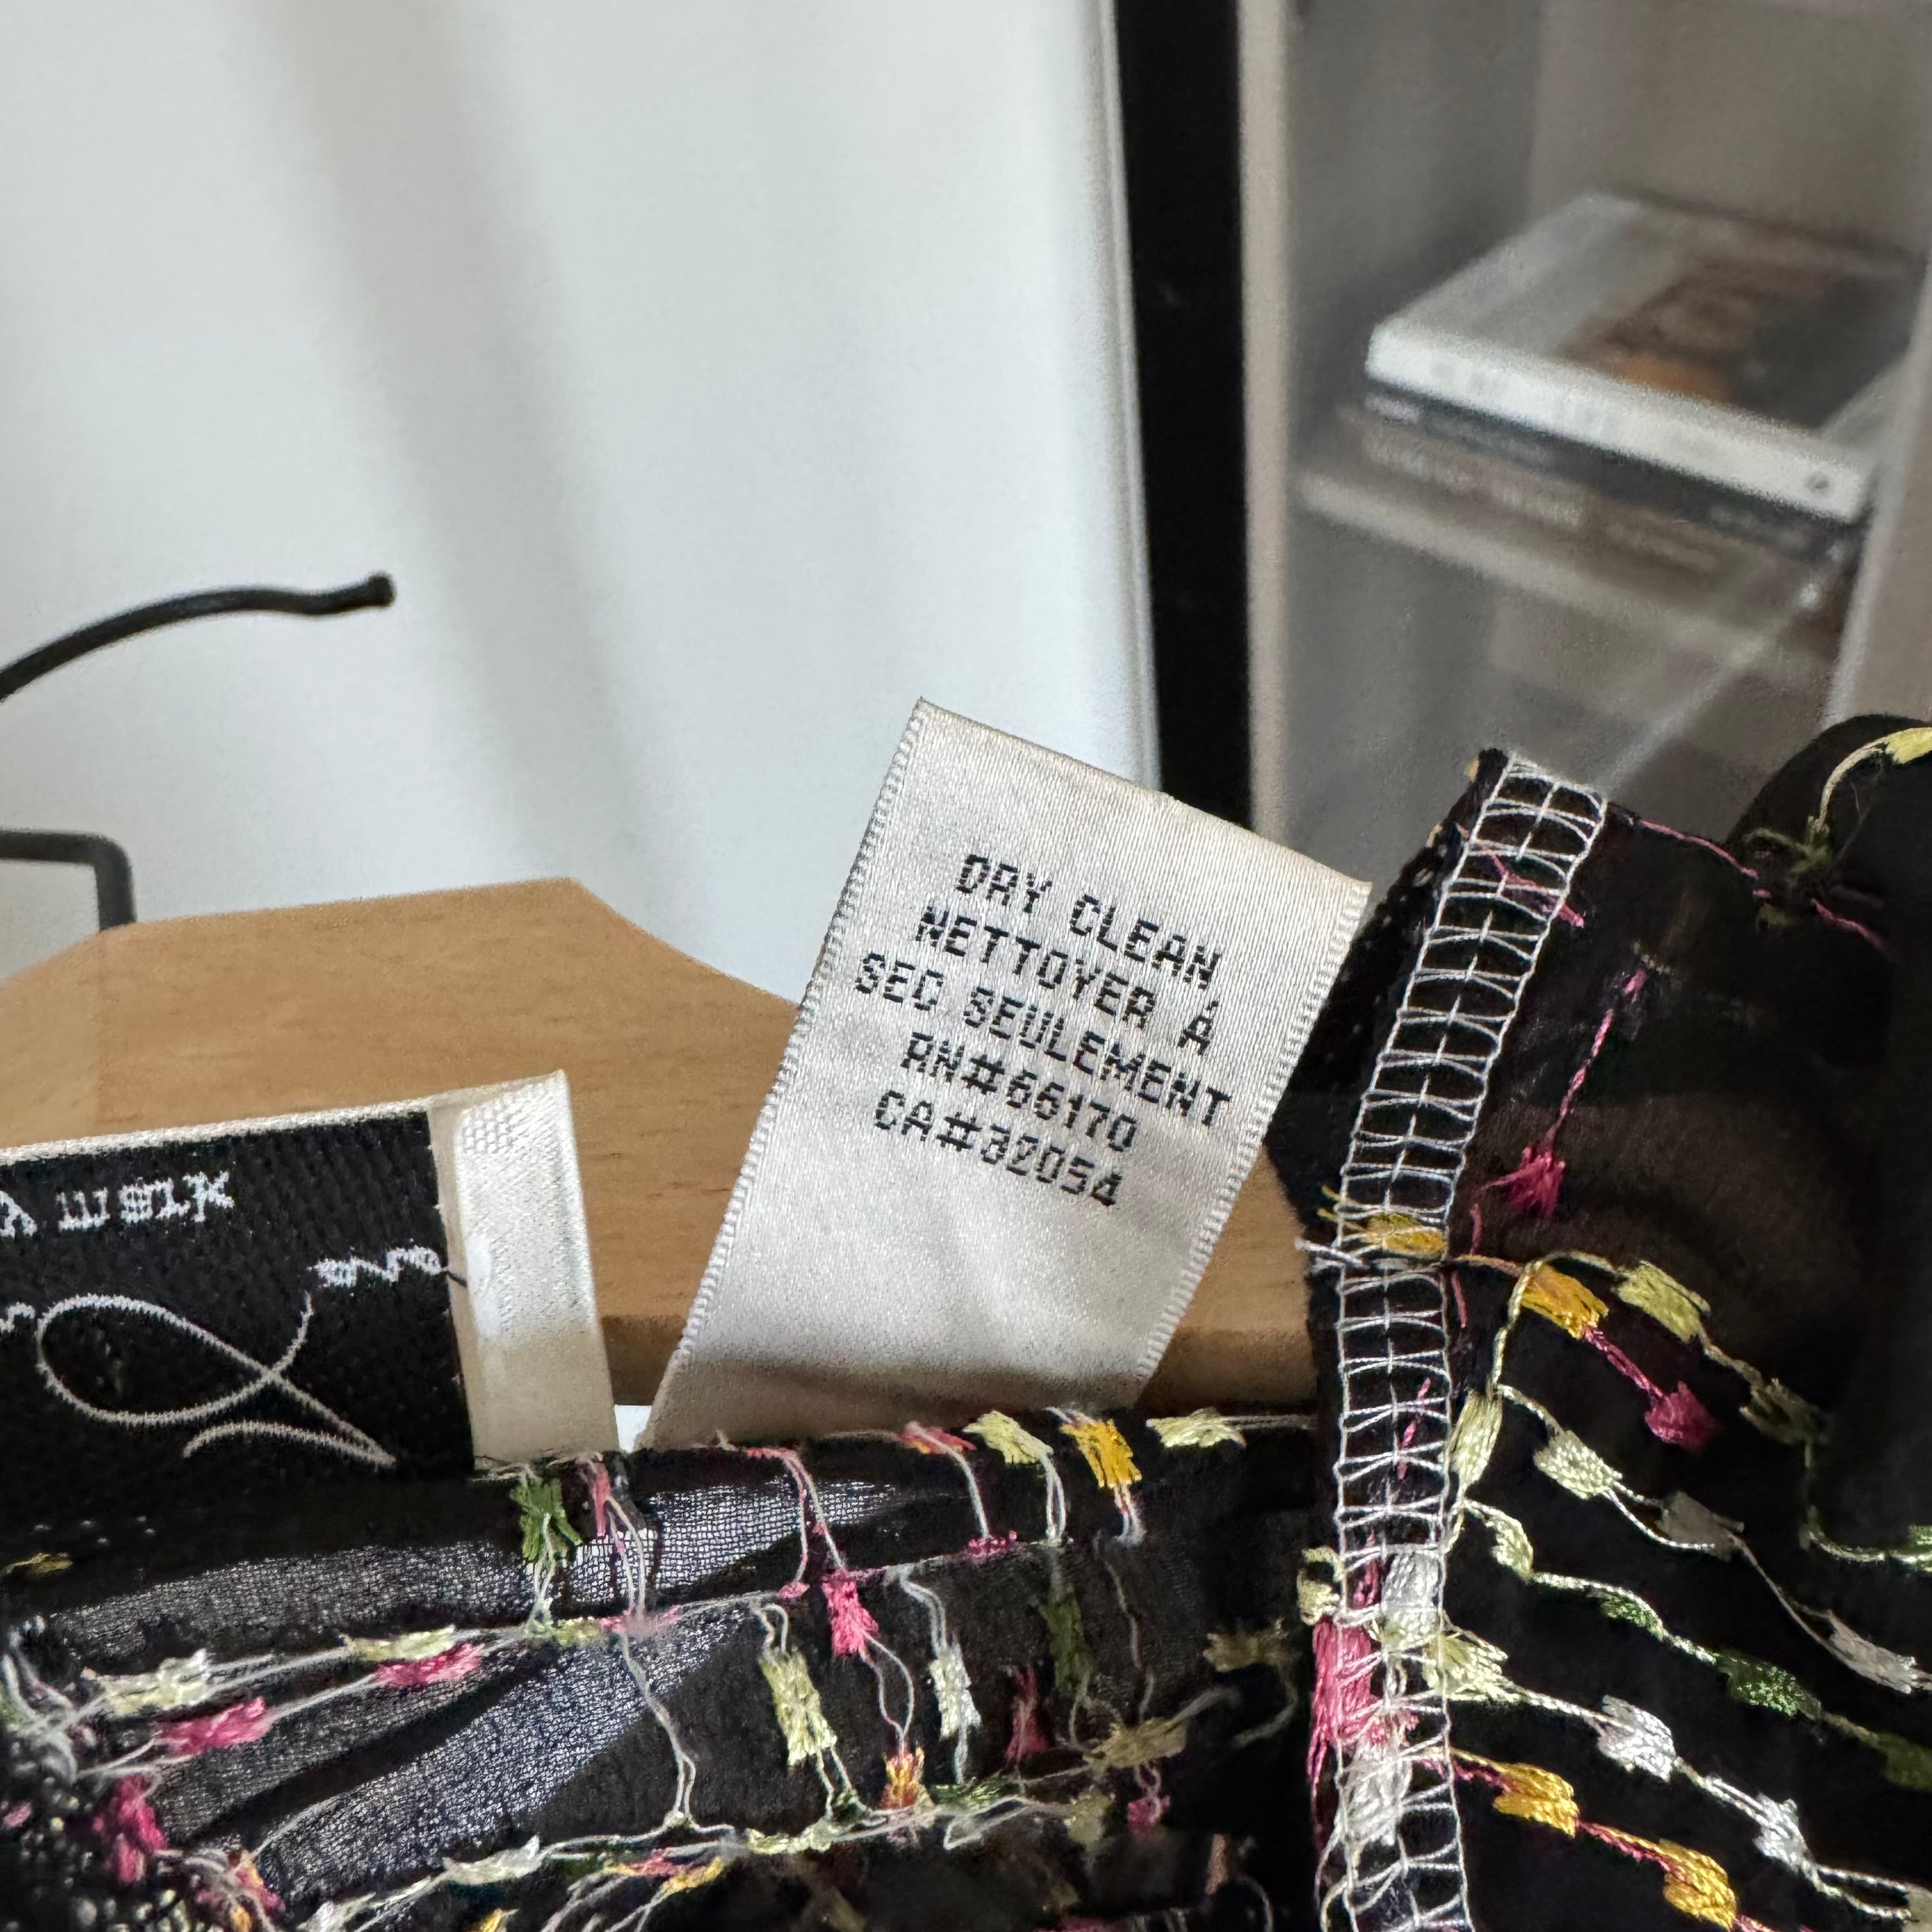 DRY CLEAN
NETTOYER À
SEC SEULEMENT
RN#66170
CA#32054